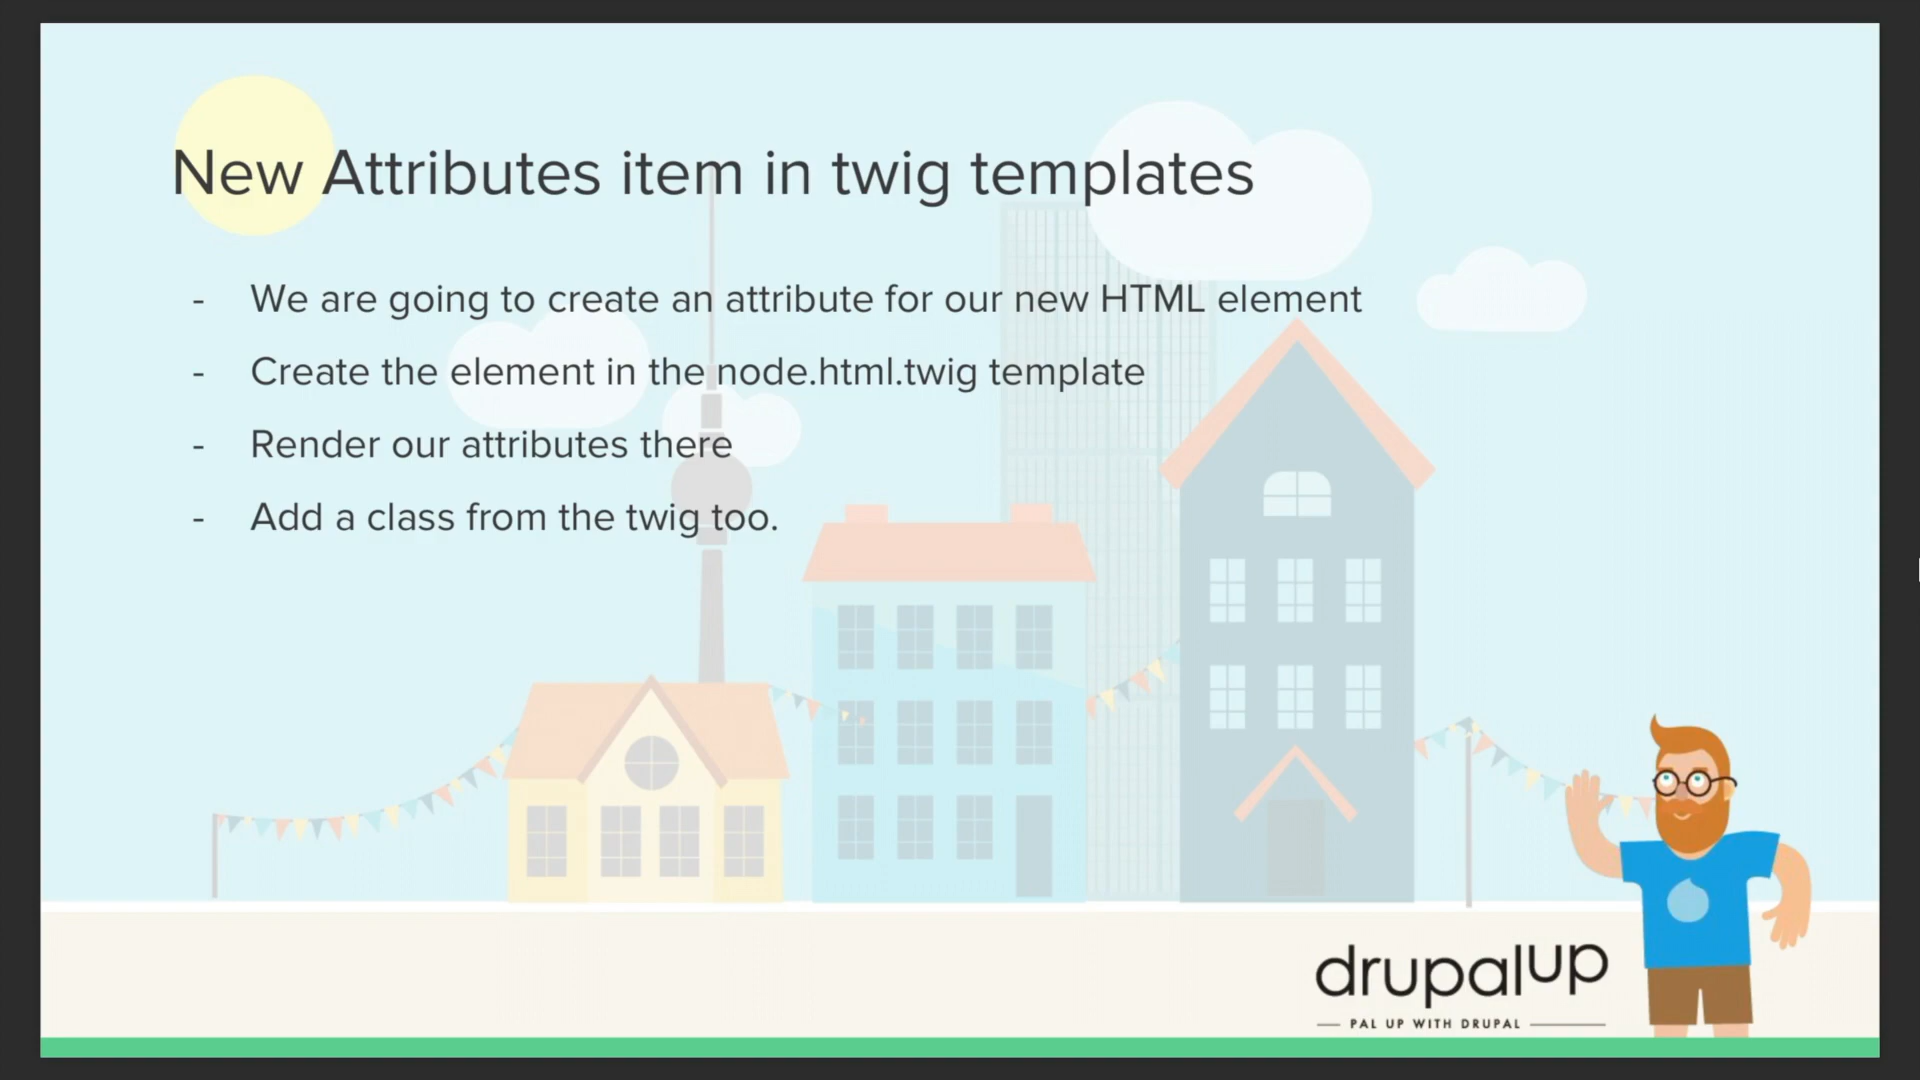 New Attributes item in twig templates
- We are going to create an attribute for our new HTML element
- Create the element in the node.html.twig template
- Render our attributes there
- Add a class from the twig too.
drupalup
PAL UP WITH DRUPAL